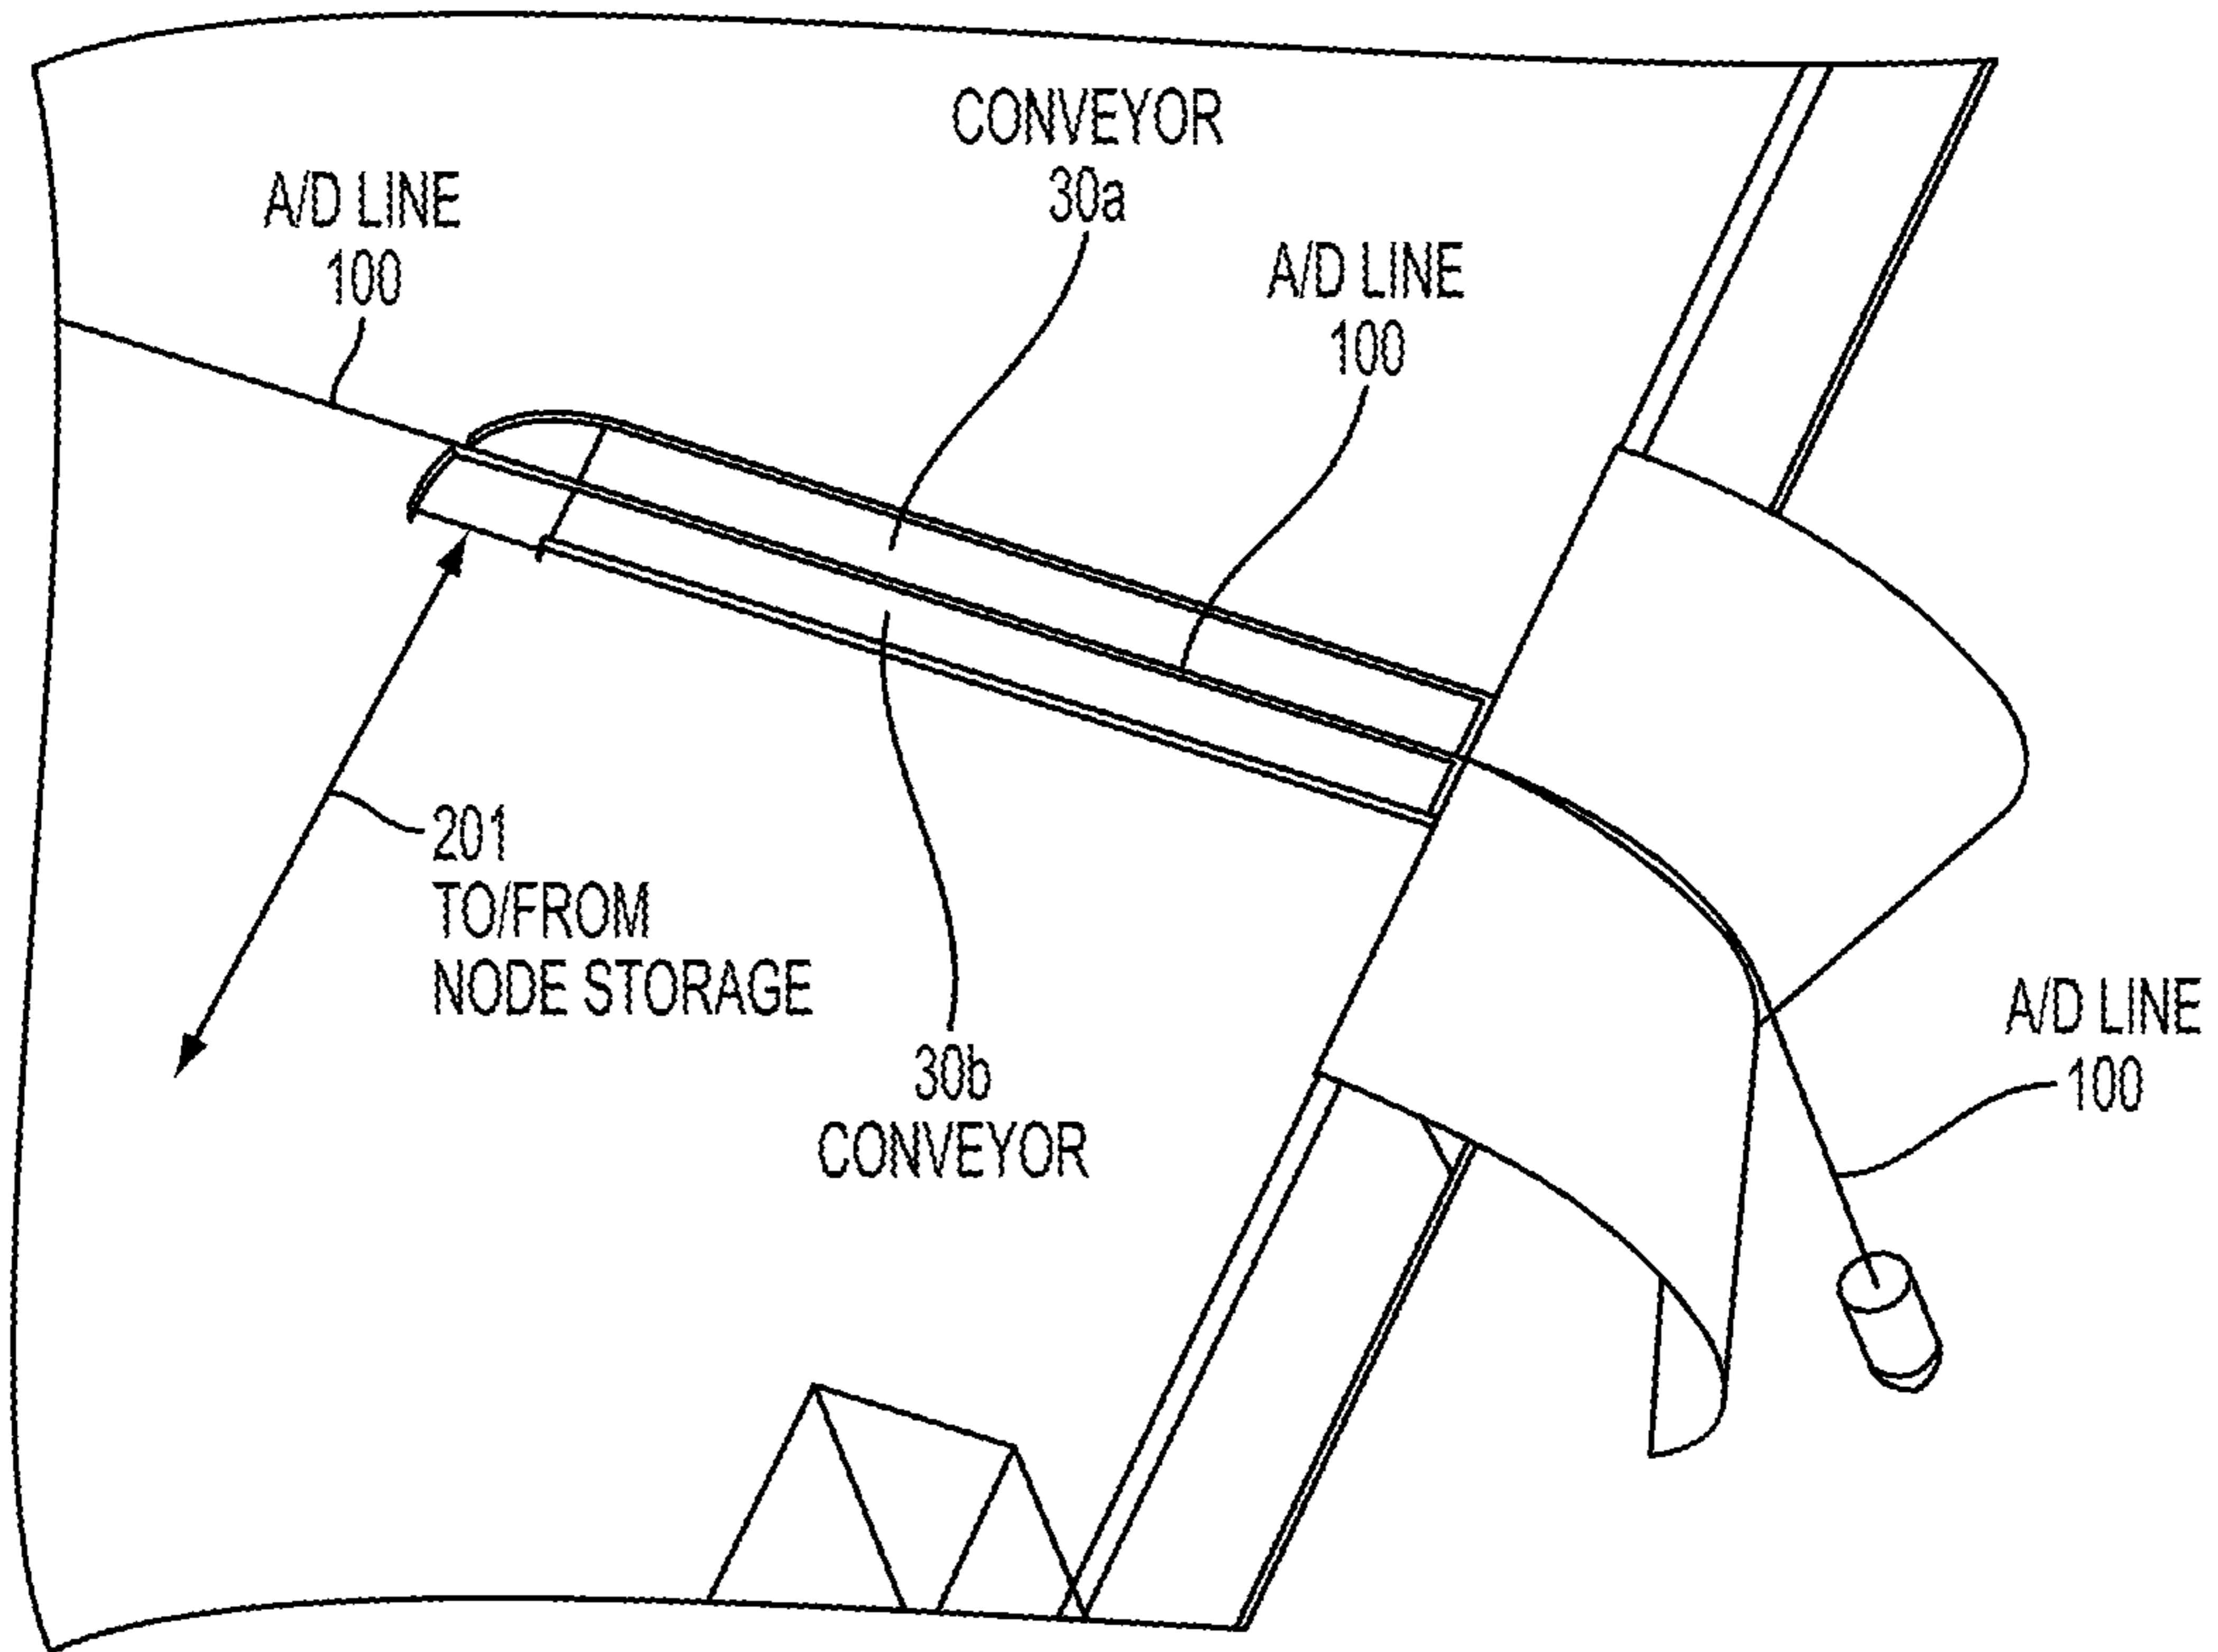 CONVEYOR
30a
A/D LINE
100
A/D LINE
100
201
TO/FROM
NODE STORAGE
30b
CONVEYOR
A/D LINE
100